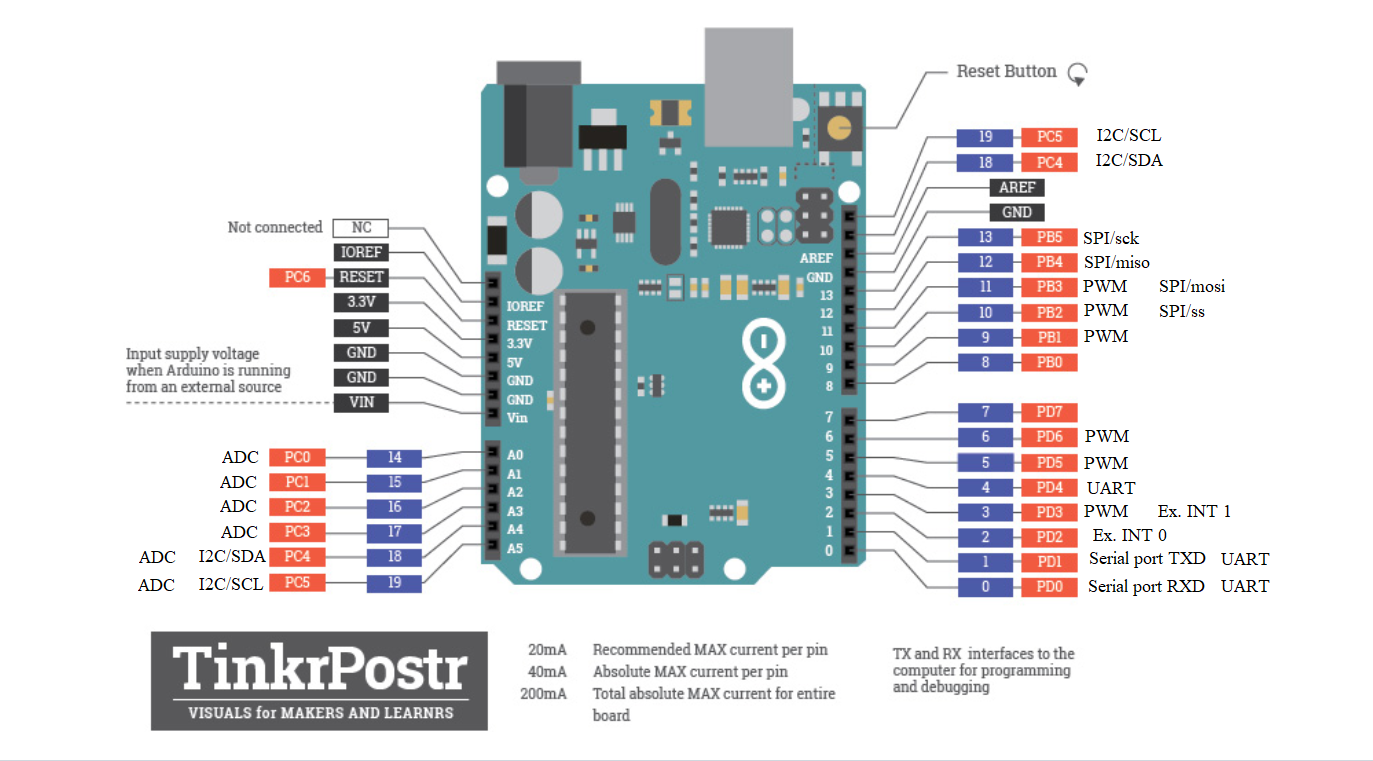 Reset Button
19 PC5 I2C/SCL
18 PC4 I2C/SDA
AREF
GND
13 PB5 SPI/sck
12 PB4 SPI/miso
11 PB3 PWM SPI/mosi
10 PB2 PWM SPI/ss
9 PB1 PWM
8 PB0
7 PD7
6 PD6 PWM
5 PD5 PWM
4 PD4 UART
3 PD3 PWM Ex. INT 1
2 PD2 Ex. INT 0
1 PD1 Serial port TXD UART
0 PD0 Serial port RXD UART
Not connected NC
IOREF
PC6 RESET
3.3V
5V
GND
GND
VIN
Input supply voltage
when Arduino is running
from an external source
ADC PC0 14
ADC PC1 15
ADC PC2 16
ADC PC3 17
ADC I2C/SDA PC4 18
ADC I2C/SCL PC5 19
IOREF
RESET
3.3V
5V
GND
GND
Vin
A0
A1
A2
A3
A4
A5
AREF
GND
13
12
11
10
9
8
7
6
5
4
3
2
1
0
TinkrPostr
VISUALS for MAKERS AND LEARNRS
20mA Recommended MAX current per pin
40mA Absolute MAX current per pin
200mA Total absolute MAX current for entire
board
TX and RX interfaces to the
computer for programming
and debugging